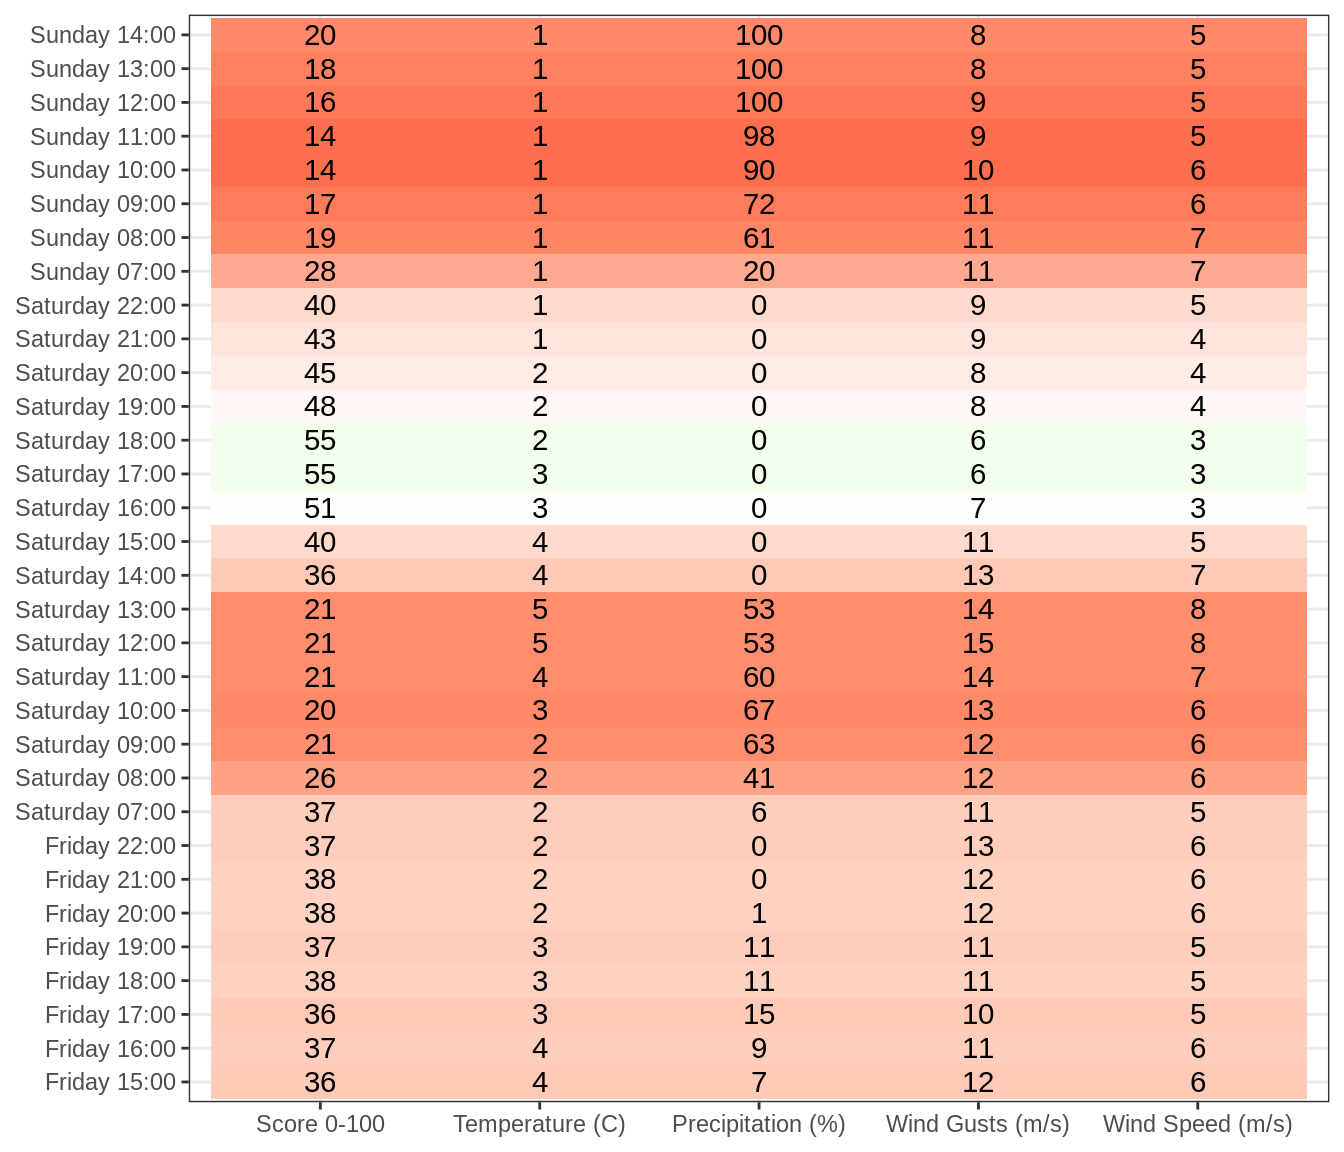 Sunday 14:00 20 1 100 8 5
Sunday 13:00 18 1 100 8 5
Sunday 12:00 16 1 100 9 5
Sunday 11:00 14 1 98 9 5
Sunday 10:00 14 1 90 10 6
Sunday 09:00 17 1 72 11 6
Sunday 08:00 19 1 61 11 7
Sunday 07:00 28 1 20 11 7
Saturday 22:00 40 1 0 9 5
Saturday 21:00 43 1 0 9 4
Saturday 20:00 45 2 0 8 4
Saturday 19:00 48 2 0 8 4
Saturday 18:00 55 2 0 6 3
Saturday 17:00 55 3 0 6 3
Saturday 16:00 51 3 0 7 3
Saturday 15:00 40 4 0 11 5
Saturday 14:00 36 4 0 13 7
Saturday 13:00 21 5 53 14 8
Saturday 12:00 21 5 53 15 8
Saturday 11:00 21 4 60 14 7
Saturday 10:00 20 3 67 13 6
Saturday 09:00 21 2 63 12 6
Saturday 08:00 26 2 41 12 6
Saturday 07:00 37 2 6 11 5
Friday 22:00 37 2 0 13 6
Friday 21:00 38 2 0 12 6
Friday 20:00 38 2 1 12 6
Friday 19:00 37 3 11 11 5
Friday 18:00 38 3 11 11 5
Friday 17:00 36 3 15 10 5
Friday 16:00 37 4 9 11 6
Friday 15:00 36 4 7 12 6
Score 0-100 Temperature (C) Precipitation (%) Wind Gusts (m/s) Wind Speed (m/s)